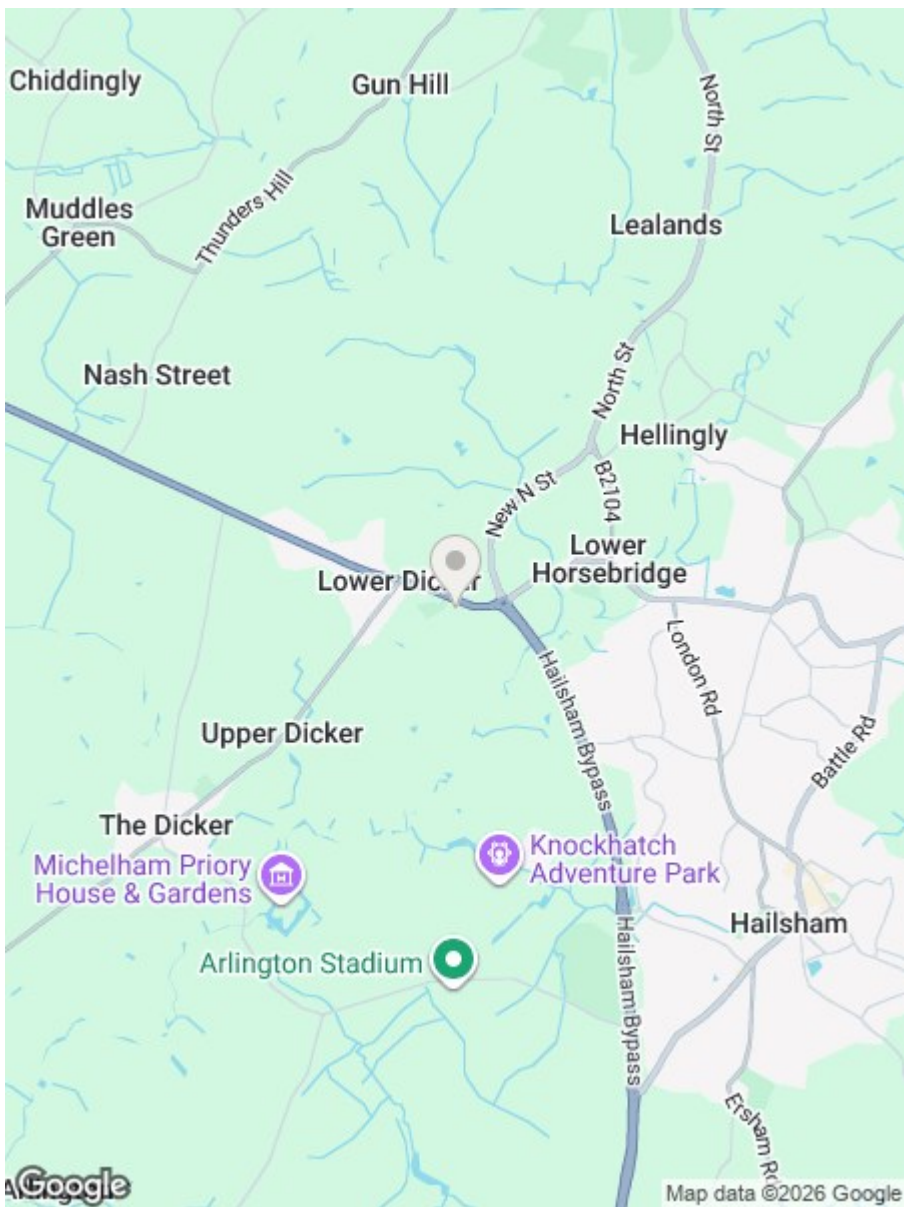 Chiddingly
Gun Hill
North St
Thunders Hill
Muddles
Green
Lealands
Nash Street
North St
Hellingly
New N St
B2104
Lower
Horsebridge
Lower Dicker
London Rd
Hailsham Bypass
Upper Dicker
Battle Rd
The Dicker
Knockhatch
Adventure Park
Michelham Priory
House & Gardens
Hailsham
Arlington Stadium
Hailsham Bypass
Ersham Rd
Arlington
Google
Map data ©2026 Google